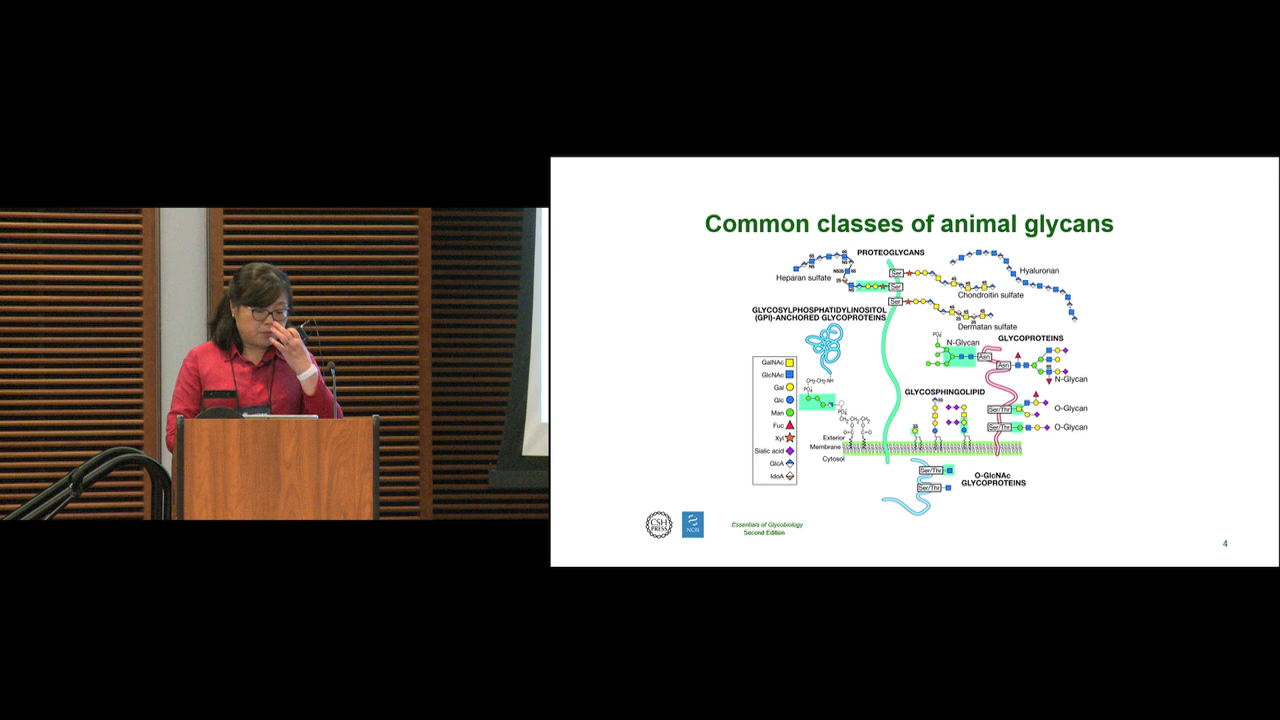 Common classes of animal glycans
PROTEOGLYCANS
Heparan sulfate
Hyaluronan
Chondroitin sulfate
Dermatan sulfate
Ser
Ser
Ser
GLYCOSYLPHOSPHATIDYLINOSITOL
(GPI)-ANCHORED GLYCOPROTEINS
GLYCOPROTEINS
N-Glycan
Asn
Asn
N-Glycan
GalNAc
GlcNAc
Gal
Glc
Man
Fuc
Xyl
Sialic acid
GlcA
IdoA
GLYCOSPHINGOLIPID
Ser/Thr
O-Glycan
Ser/Thr
O-Glycan
Exterior
Membrane
Cytosol
Ser/Thr
Ser/Thr
O-GlcNAc
GLYCOPROTEINS
CSH
PRESS
NCBI
Essentials of Glycobiology
Second Edition
4